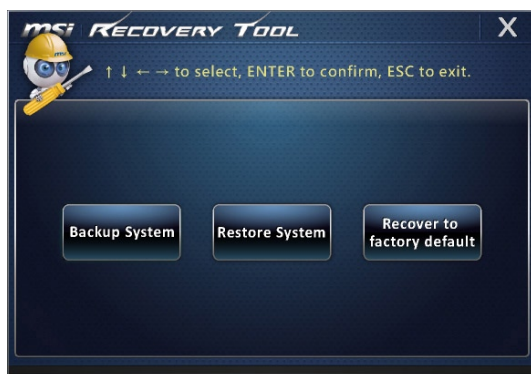 msi RECOVERY TOOL X
↑ ↓ ← → to select, ENTER to confirm, ESC to exit.
Backup System
Restore System
Recover to
factory default